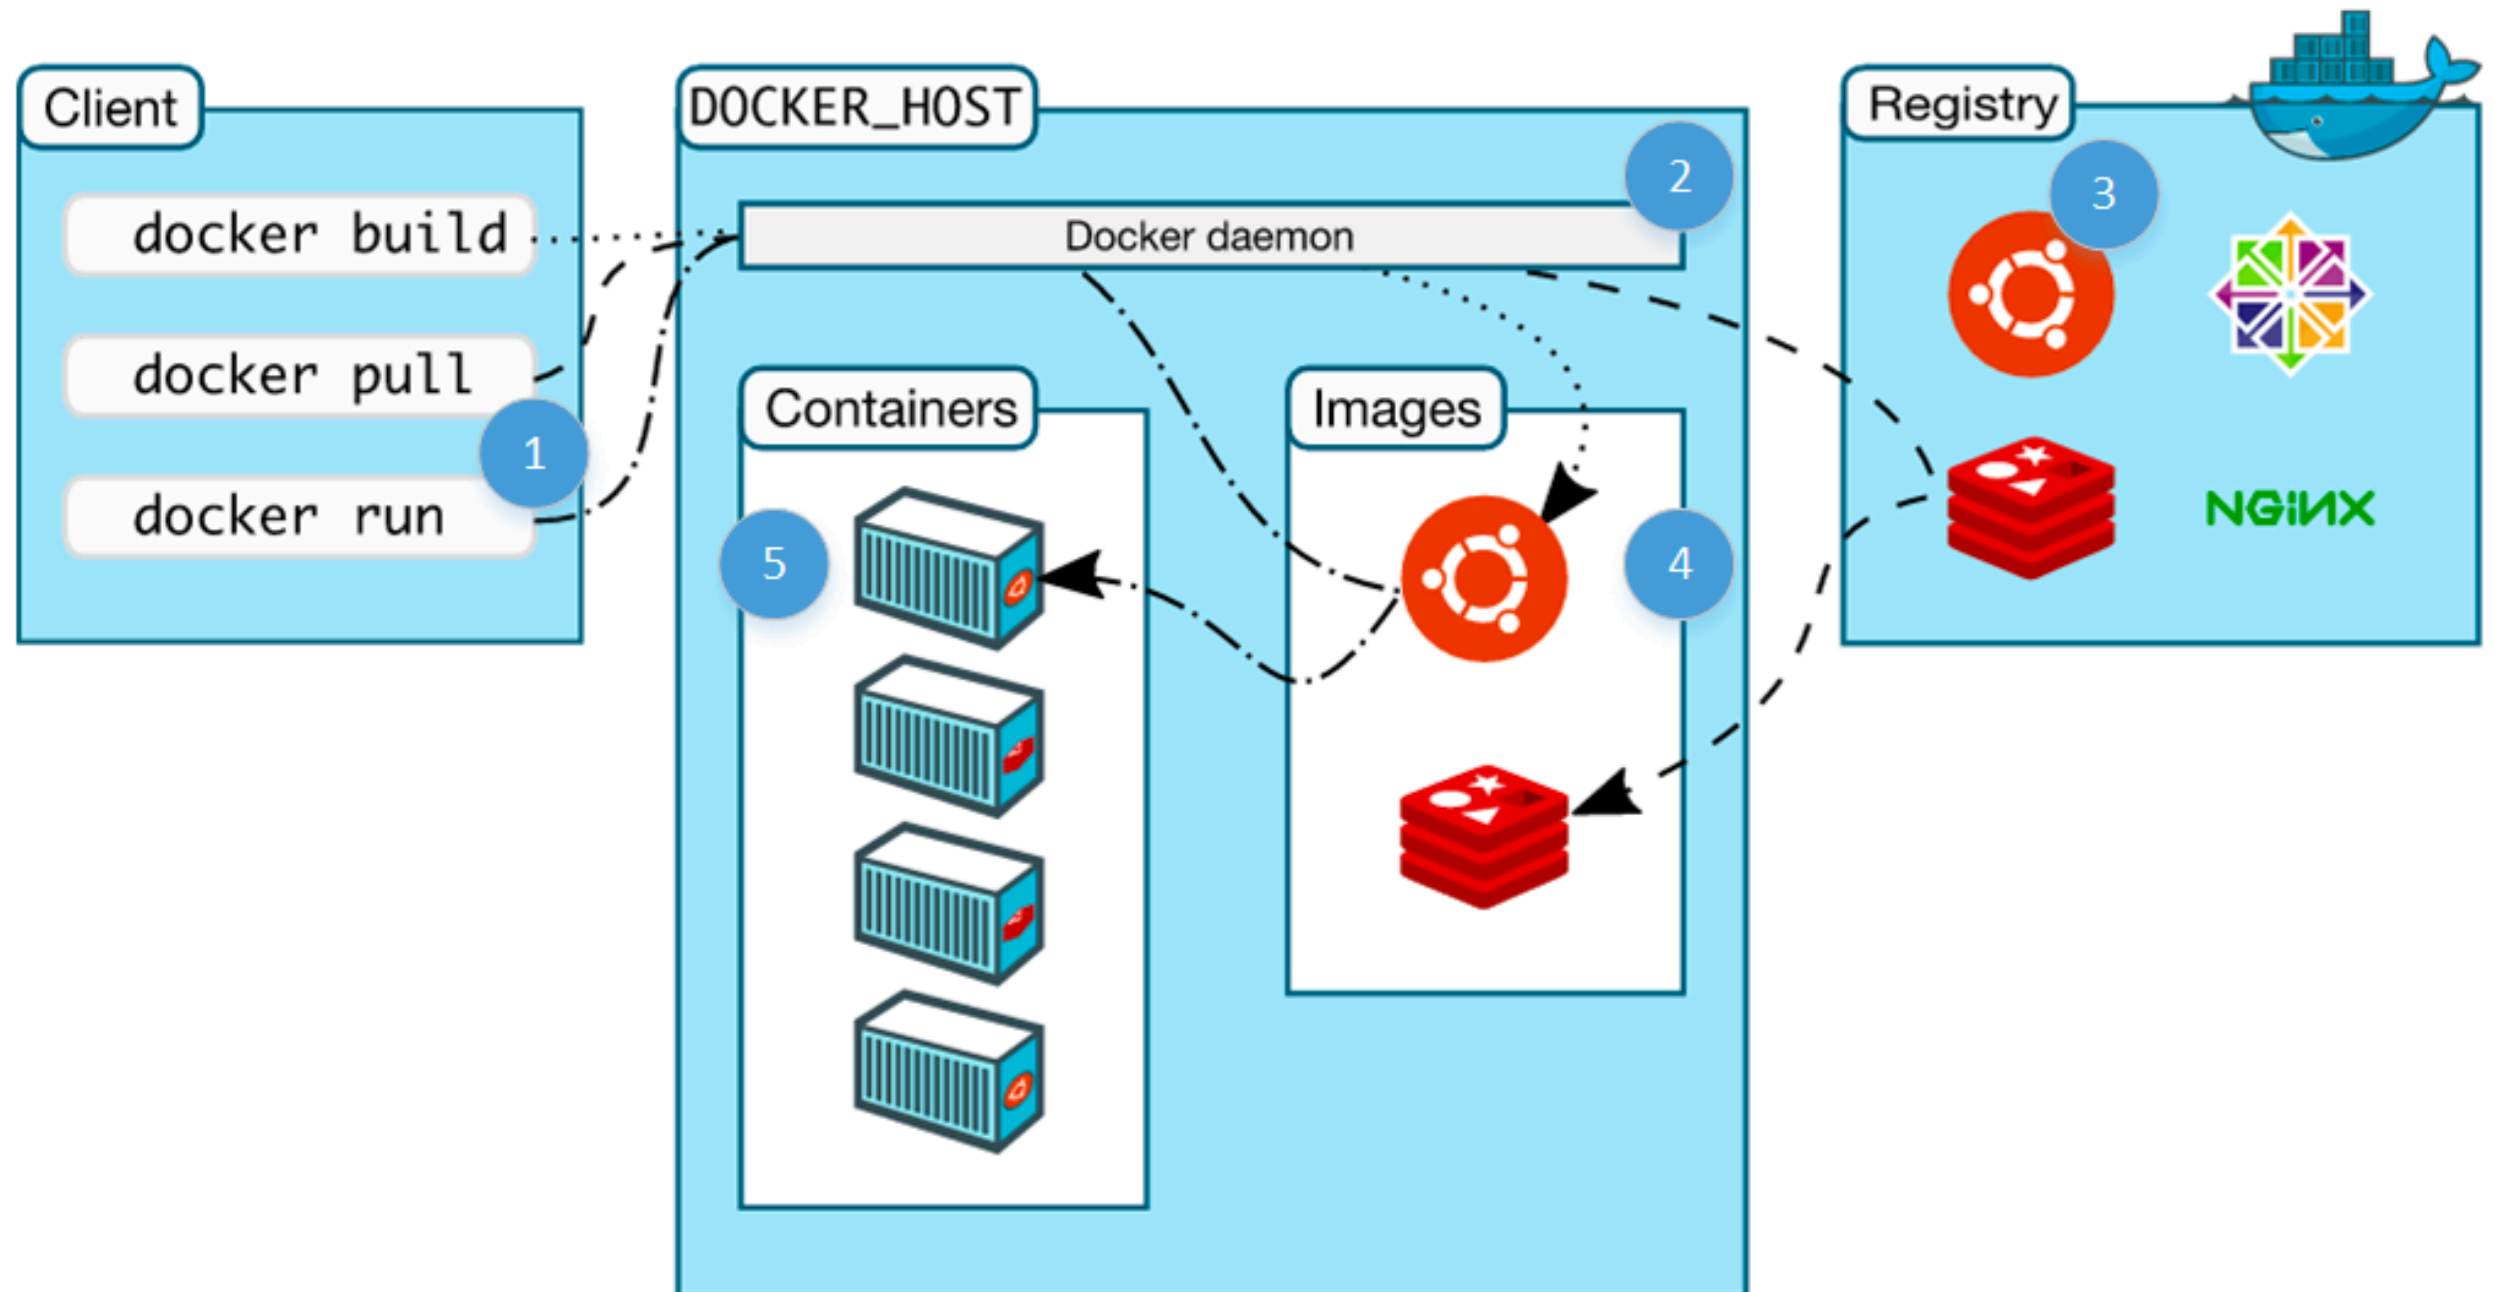 Client
docker build
docker pull
docker run
1
DOCKER_HOST
Docker daemon
2
Containers
5
Images
4
Registry
3
NGiNX